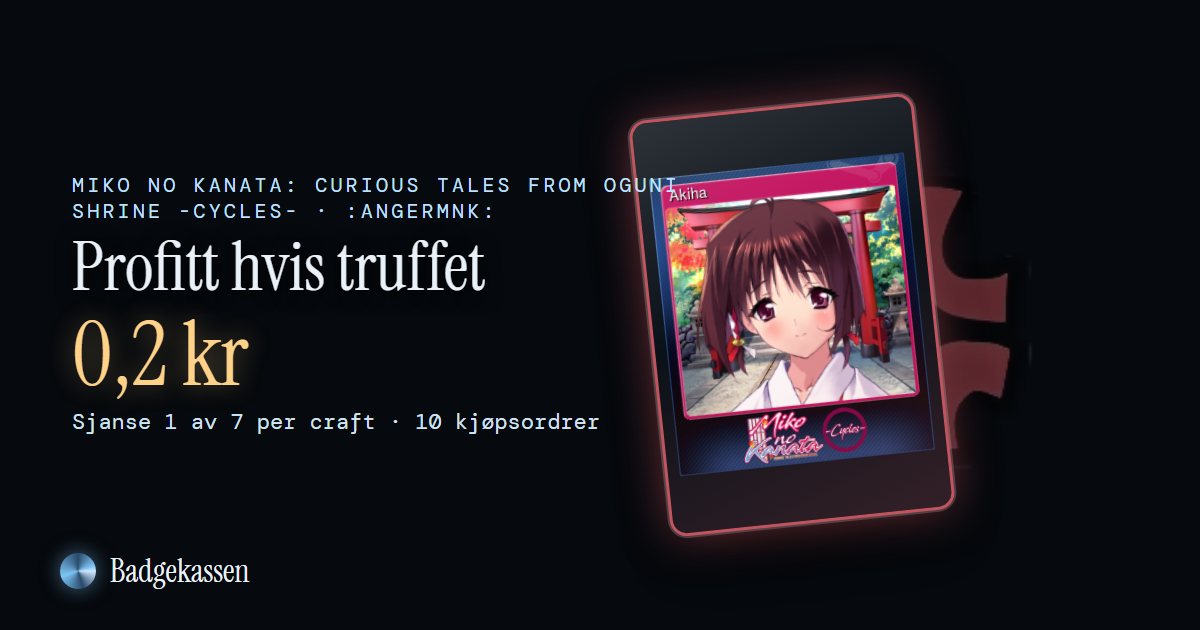 MIKO NO KANATA: CURIOUS TALES FROM OGUNI
SHRINE -CYCLES- · :ANGERMNK:
Profitt hvis truffet
0,2 kr
Sjanse 1 av 7 per craft · 10 kjøpsordrer
Akiha
Miko
no
Kanata
-Cycles-
Badgekassen